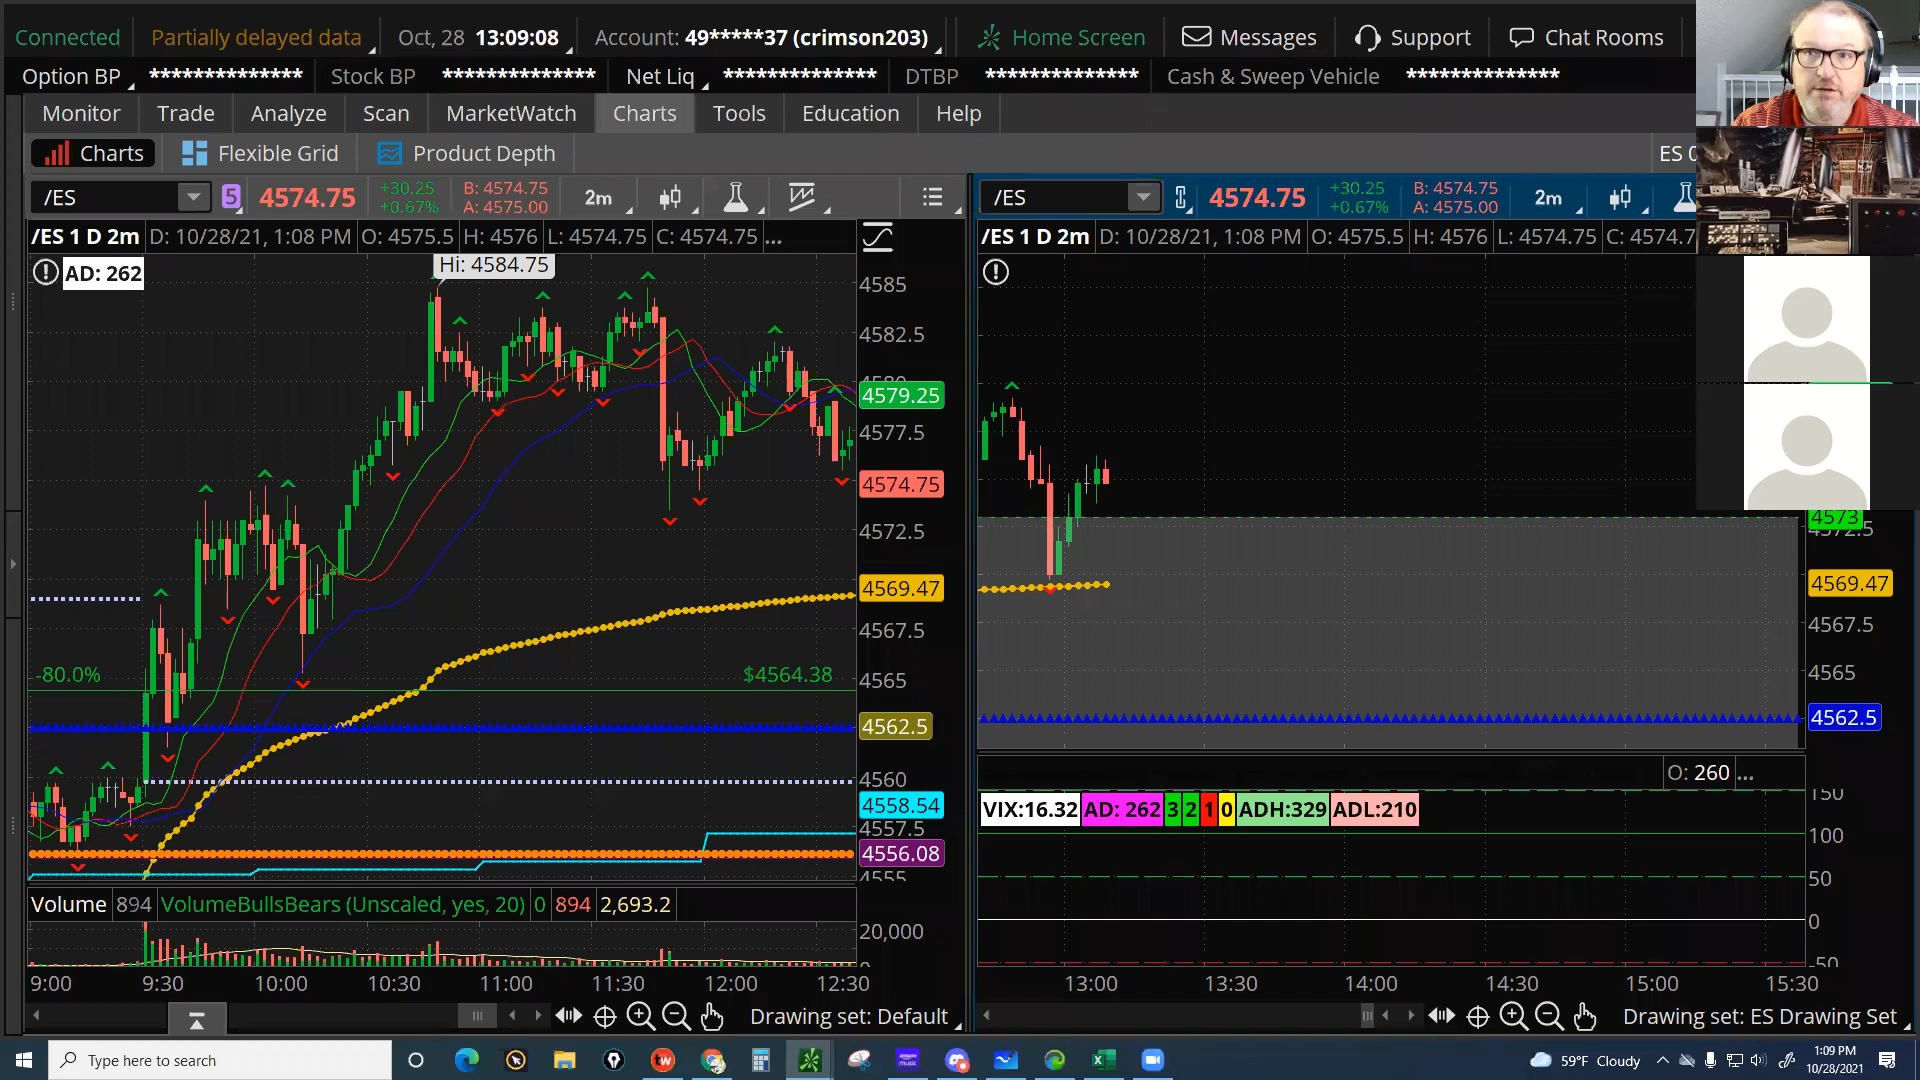 Connected Partially delayed data Oct, 28 13:09:08 Account: 49*****37 (crimson203) Home Screen Messages Support Chat Rooms
Option BP ************** Stock BP ************** Net Liq ************** DTBP ************** Cash & Sweep Vehicle **************
Monitor Trade Analyze Scan MarketWatch Charts Tools Education Help
Charts Flexible Grid Product Depth ES
/ES 5 4574.75 +30.25 +0.67% B: 4574.75 A: 4575.00 2m
/ES 1 D 2m D: 10/28/21, 1:08 PM O: 4575.5 H: 4576 L: 4574.75 C: 4574.75 ...
AD: 262
Hi: 4584.75
4585
4582.5
4579.25
4577.5
4574.75
4572.5
4569.47
4567.5
-80.0% $4564.38
4565
4562.5
4560
4558.54
4557.5
4556.08
4555
Volume 894 VolumeBullsBears (Unscaled, yes, 20) 0 894 2,693.2
20,000
0
9:00 9:30 10:00 10:30 11:00 11:30 12:00 12:30
Drawing set: Default
/ES 4574.75 +30.25 +0.67% B: 4574.75 A: 4575.00 2m
/ES 1 D 2m D: 10/28/21, 1:08 PM O: 4575.5 H: 4576 L: 4574.75 C: 4574.7
4573
4572.5
4569.47
4567.5
4565
4562.5
O: 260 ...
VIX:16.32 AD: 262 3 2 1 0 ADH:329 ADL:210
150
100
50
0
-50
13:00 13:30 14:00 14:30 15:00 15:30
Drawing set: ES Drawing Set
Type here to search
59°F Cloudy
1:09 PM
10/28/2021